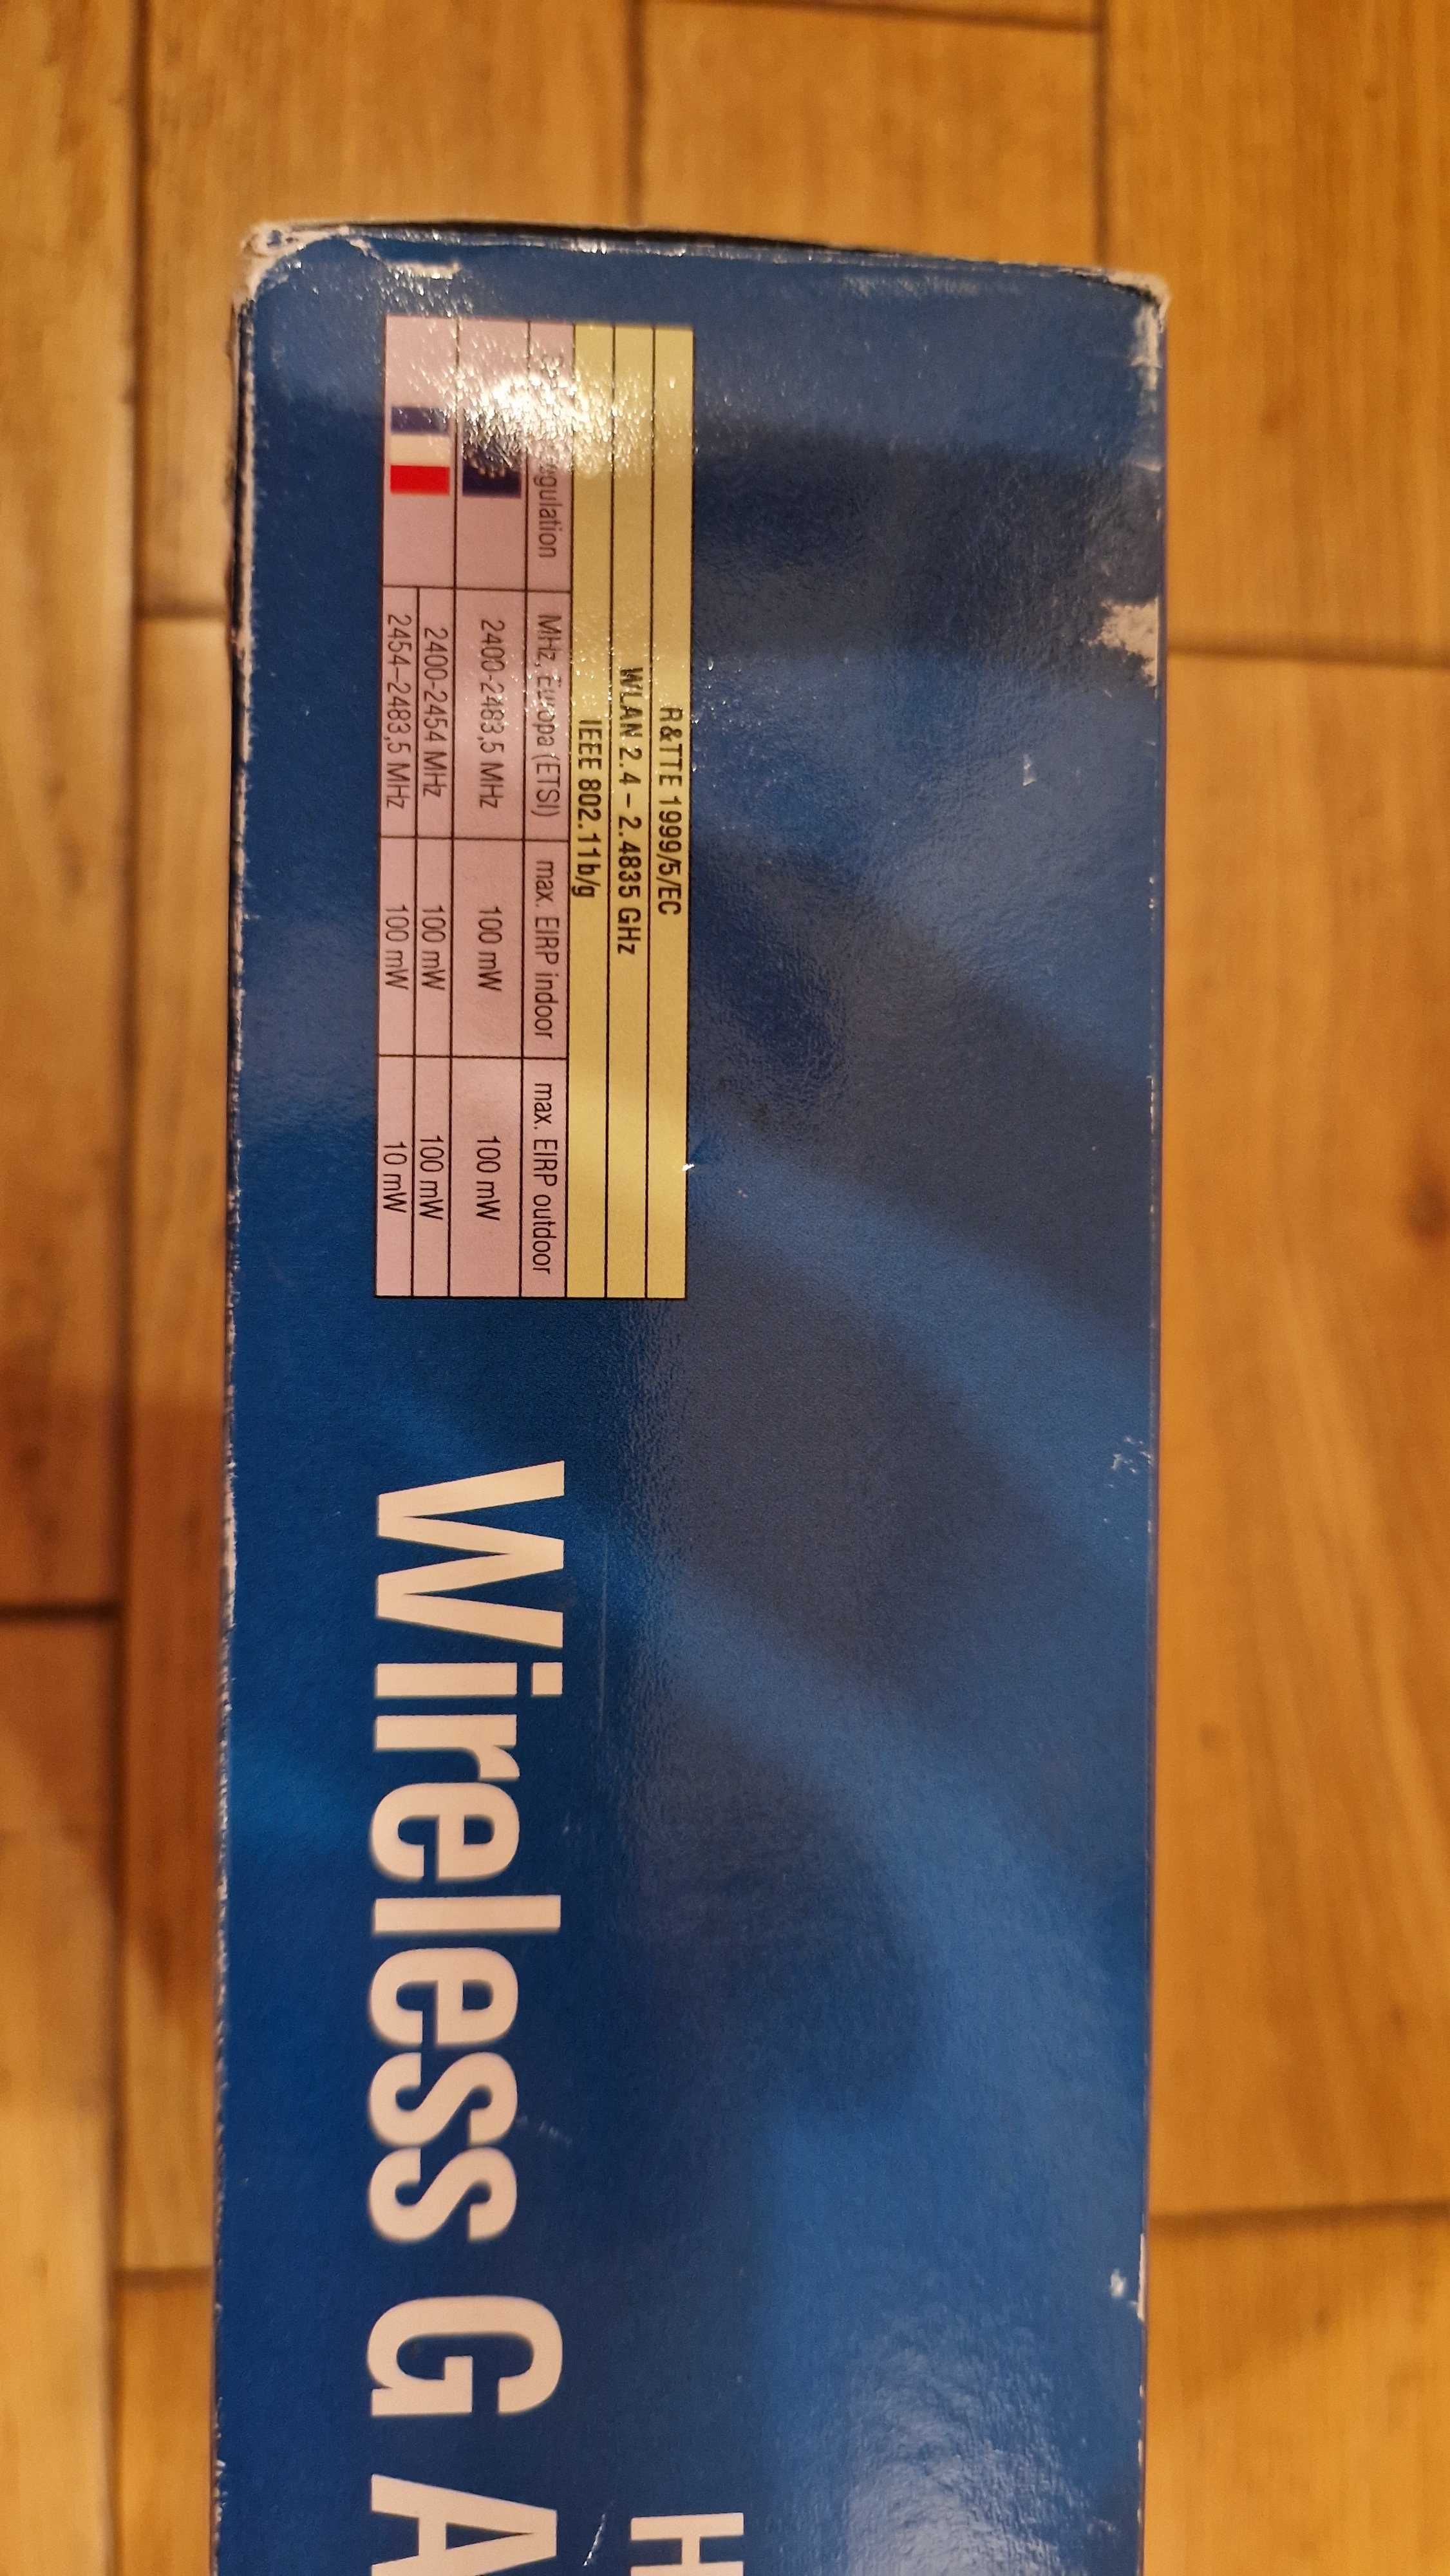 R&TTE 1999/5/EC
WLAN 2.4 – 2.4835 GHz
IEEE 802.11b/g
MHz, Europa (ETSI) max. EIRP indoor max. EIRP outdoor
2400-2483,5 MHz 100 mW 100 mW
2400-2454 MHz 100 mW 100 mW
2454–2483,5 MHz 100 mW 10 mW
H
Wireless G A